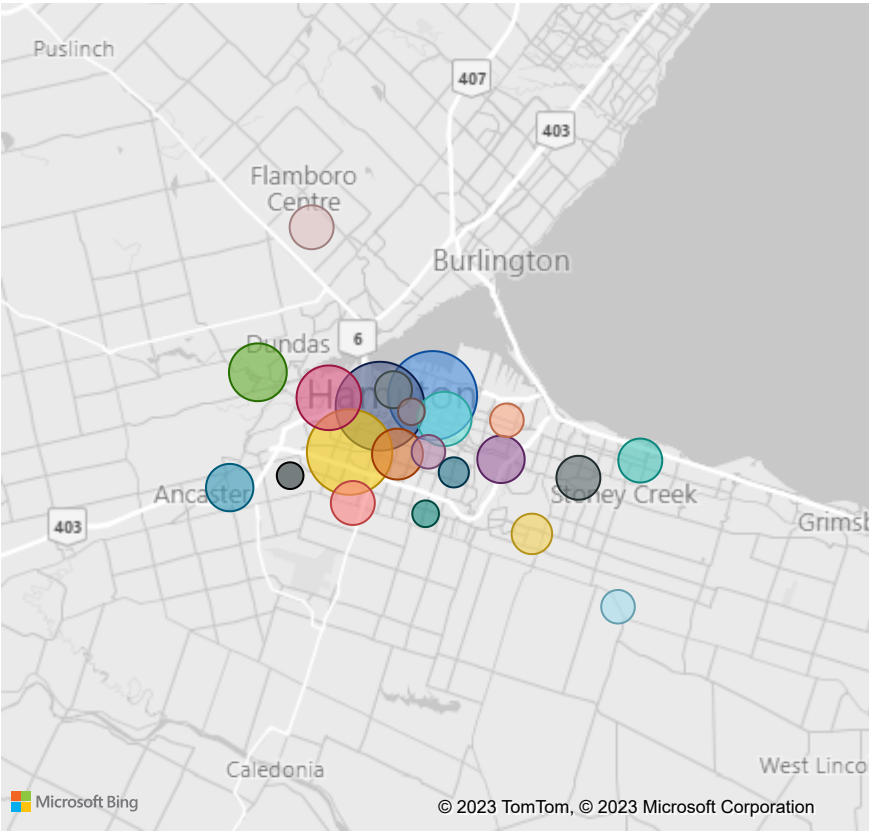 Puslinch
407
403
Flamboro
Centre
Burlington
6
Dundas
Hamilton
Ancaster
Stoney Creek
403
Grimsb
West Linco
Caledonia
Microsoft Bing
© 2023 TomTom, © 2023 Microsoft Corporation